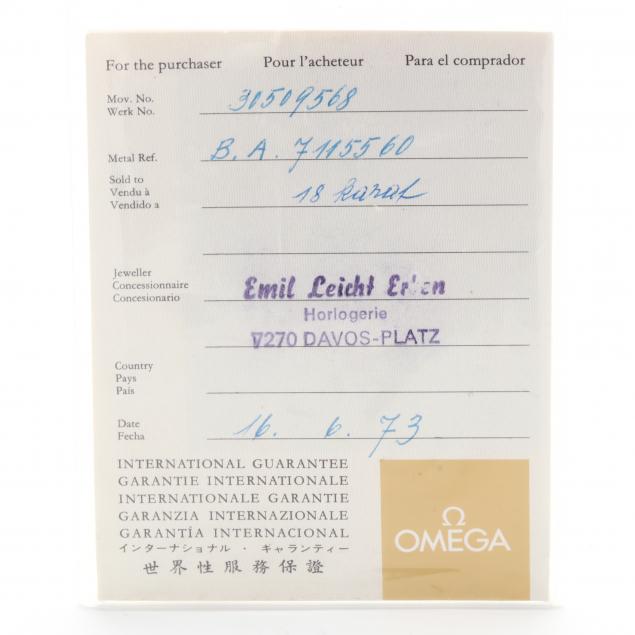 For the purchaser Pour l'acheteur Para el comprador
Mov. No. 30509568
Werk No.
Metal Ref. B. A. 7115560
Sold to
Vendu à 18 karat
Vendido a
Jeweller
Concessionnaire Emil Leicht Erben
Concesionario
Horlogerie
7270 DAVOS-PLATZ
Country
Pays
País
Date 16. 6. 73
Fecha
INTERNATIONAL GUARANTEE
GARANTIE INTERNATIONALE
INTERNATIONALE GARANTIE
GARANZIA INTERNAZIONALE
GARANTÍA INTERNACIONAL
インターナショナル・ギャランティー
世界性服務保證
Ω
OMEGA